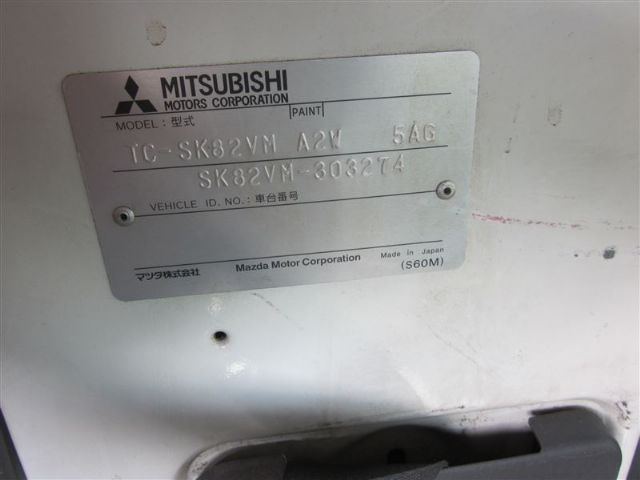 MITSUBISHI
MOTORS CORPORATION
PAINT
MODEL : 型式
TC-SK82VM A2W 5AG
SK82VM-303274
VEHICLE ID. NO. : 車台番号
マツダ株式会社 Mazda Motor Corporation Made in Japan
(S60M)